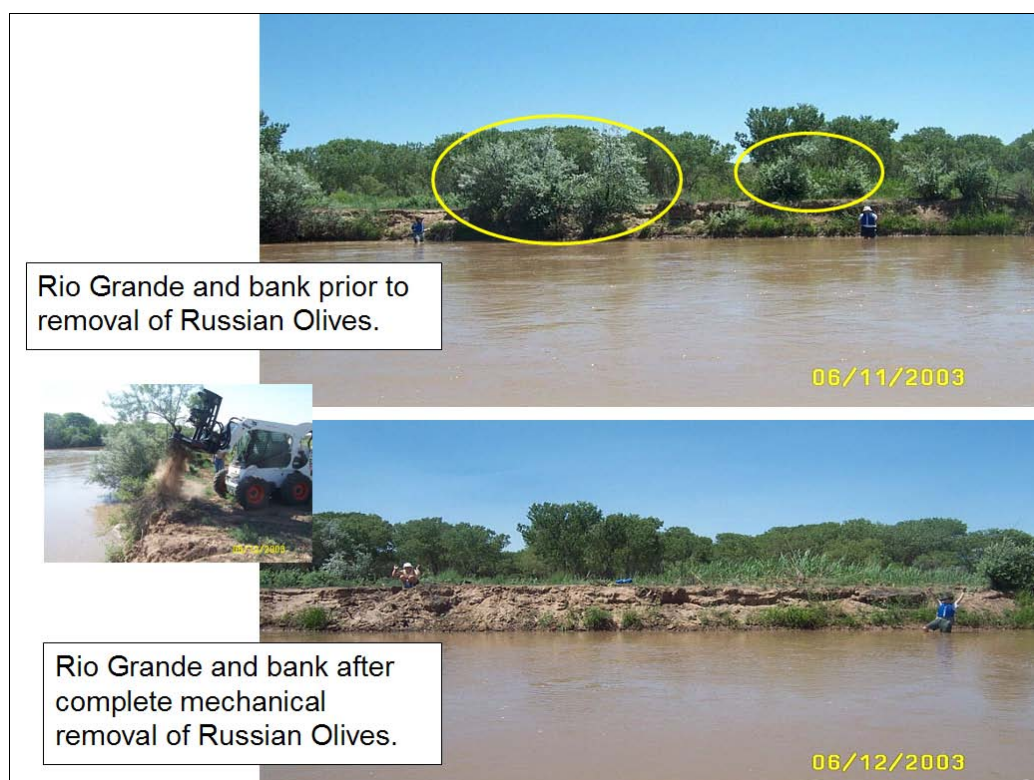 Rio Grande and bank prior to
removal of Russian Olives.
06/11/2003
Rio Grande and bank after
complete mechanical
removal of Russian Olives.
06/12/2003